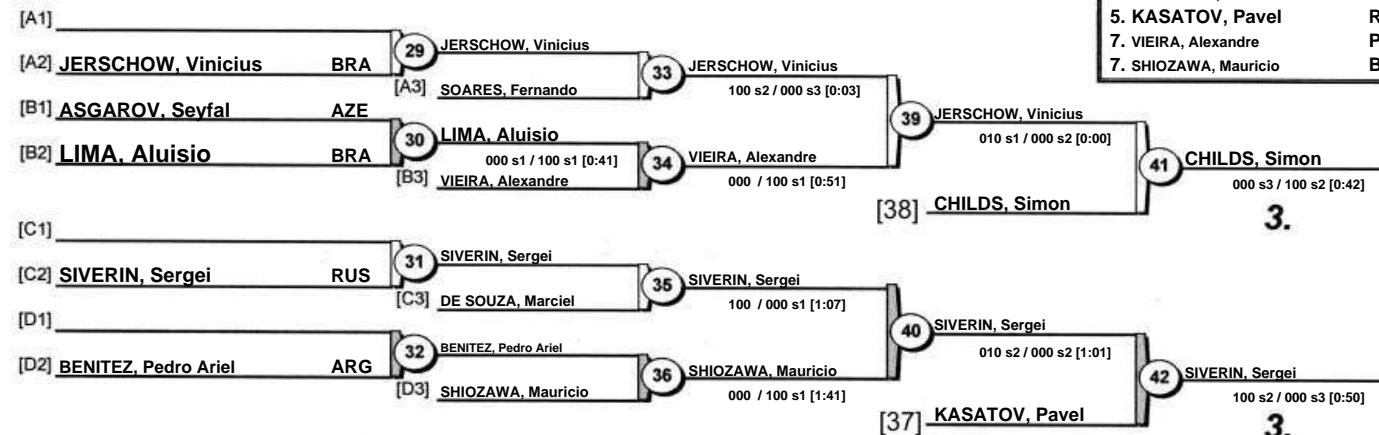 5. KASATOV, Pavel R
7. VIEIRA, Alexandre P
7. SHIOZAWA, Mauricio B
[A1]
[A2] JERSCHOW, Vinicius BRA
29 JERSCHOW, Vinicius
[A3] SOARES, Fernando
33 JERSCHOW, Vinicius
100 s2 / 000 s3 [0:03]
[B1] ASGAROV, Seyfal AZE
[B2] LIMA, Aluisio BRA
30 LIMA, Aluisio
000 s1 / 100 s1 [0:41]
[B3] VIEIRA, Alexandre
34 VIEIRA, Alexandre
000 / 100 s1 [0:51]
39 JERSCHOW, Vinicius
010 s1 / 000 s2 [0:00]
[38] CHILDS, Simon
41 CHILDS, Simon
000 s3 / 100 s2 [0:42]
3.
[C1]
[C2] SIVERIN, Sergei RUS
31 SIVERIN, Sergei
[C3] DE SOUZA, Marciel
35 SIVERIN, Sergei
100 / 000 s1 [1:07]
[D1]
[D2] BENITEZ, Pedro Ariel ARG
32 BENITEZ, Pedro Ariel
[D3] SHIOZAWA, Mauricio
36 SHIOZAWA, Mauricio
000 / 100 s1 [1:41]
40 SIVERIN, Sergei
010 s2 / 000 s2 [1:01]
[37] KASATOV, Pavel
42 SIVERIN, Sergei
100 s2 / 000 s3 [0:50]
3.